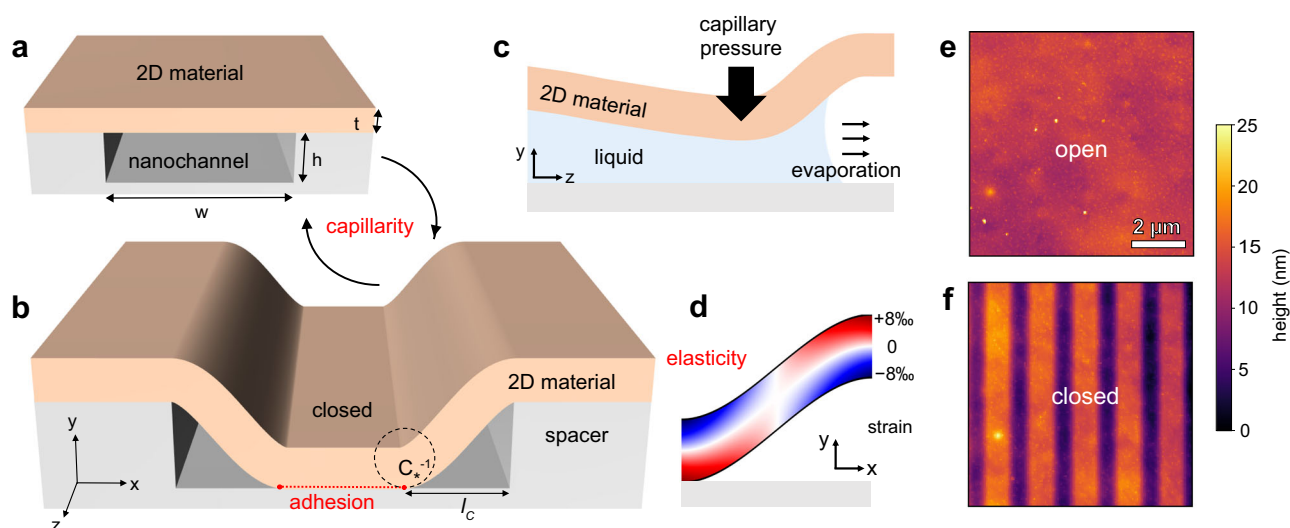 a
2D material
t
nanochannel
h
w
capillarity
b
closed
2D material
spacer
y
x
z
C*⁻¹
adhesion
lC
c
capillary
pressure
2D material
liquid
y
z
evaporation
d
elasticity
+8‰
0
−8‰
strain
y
x
e
open
2 μm
f
closed
25
20
15
10
5
0
height (nm)